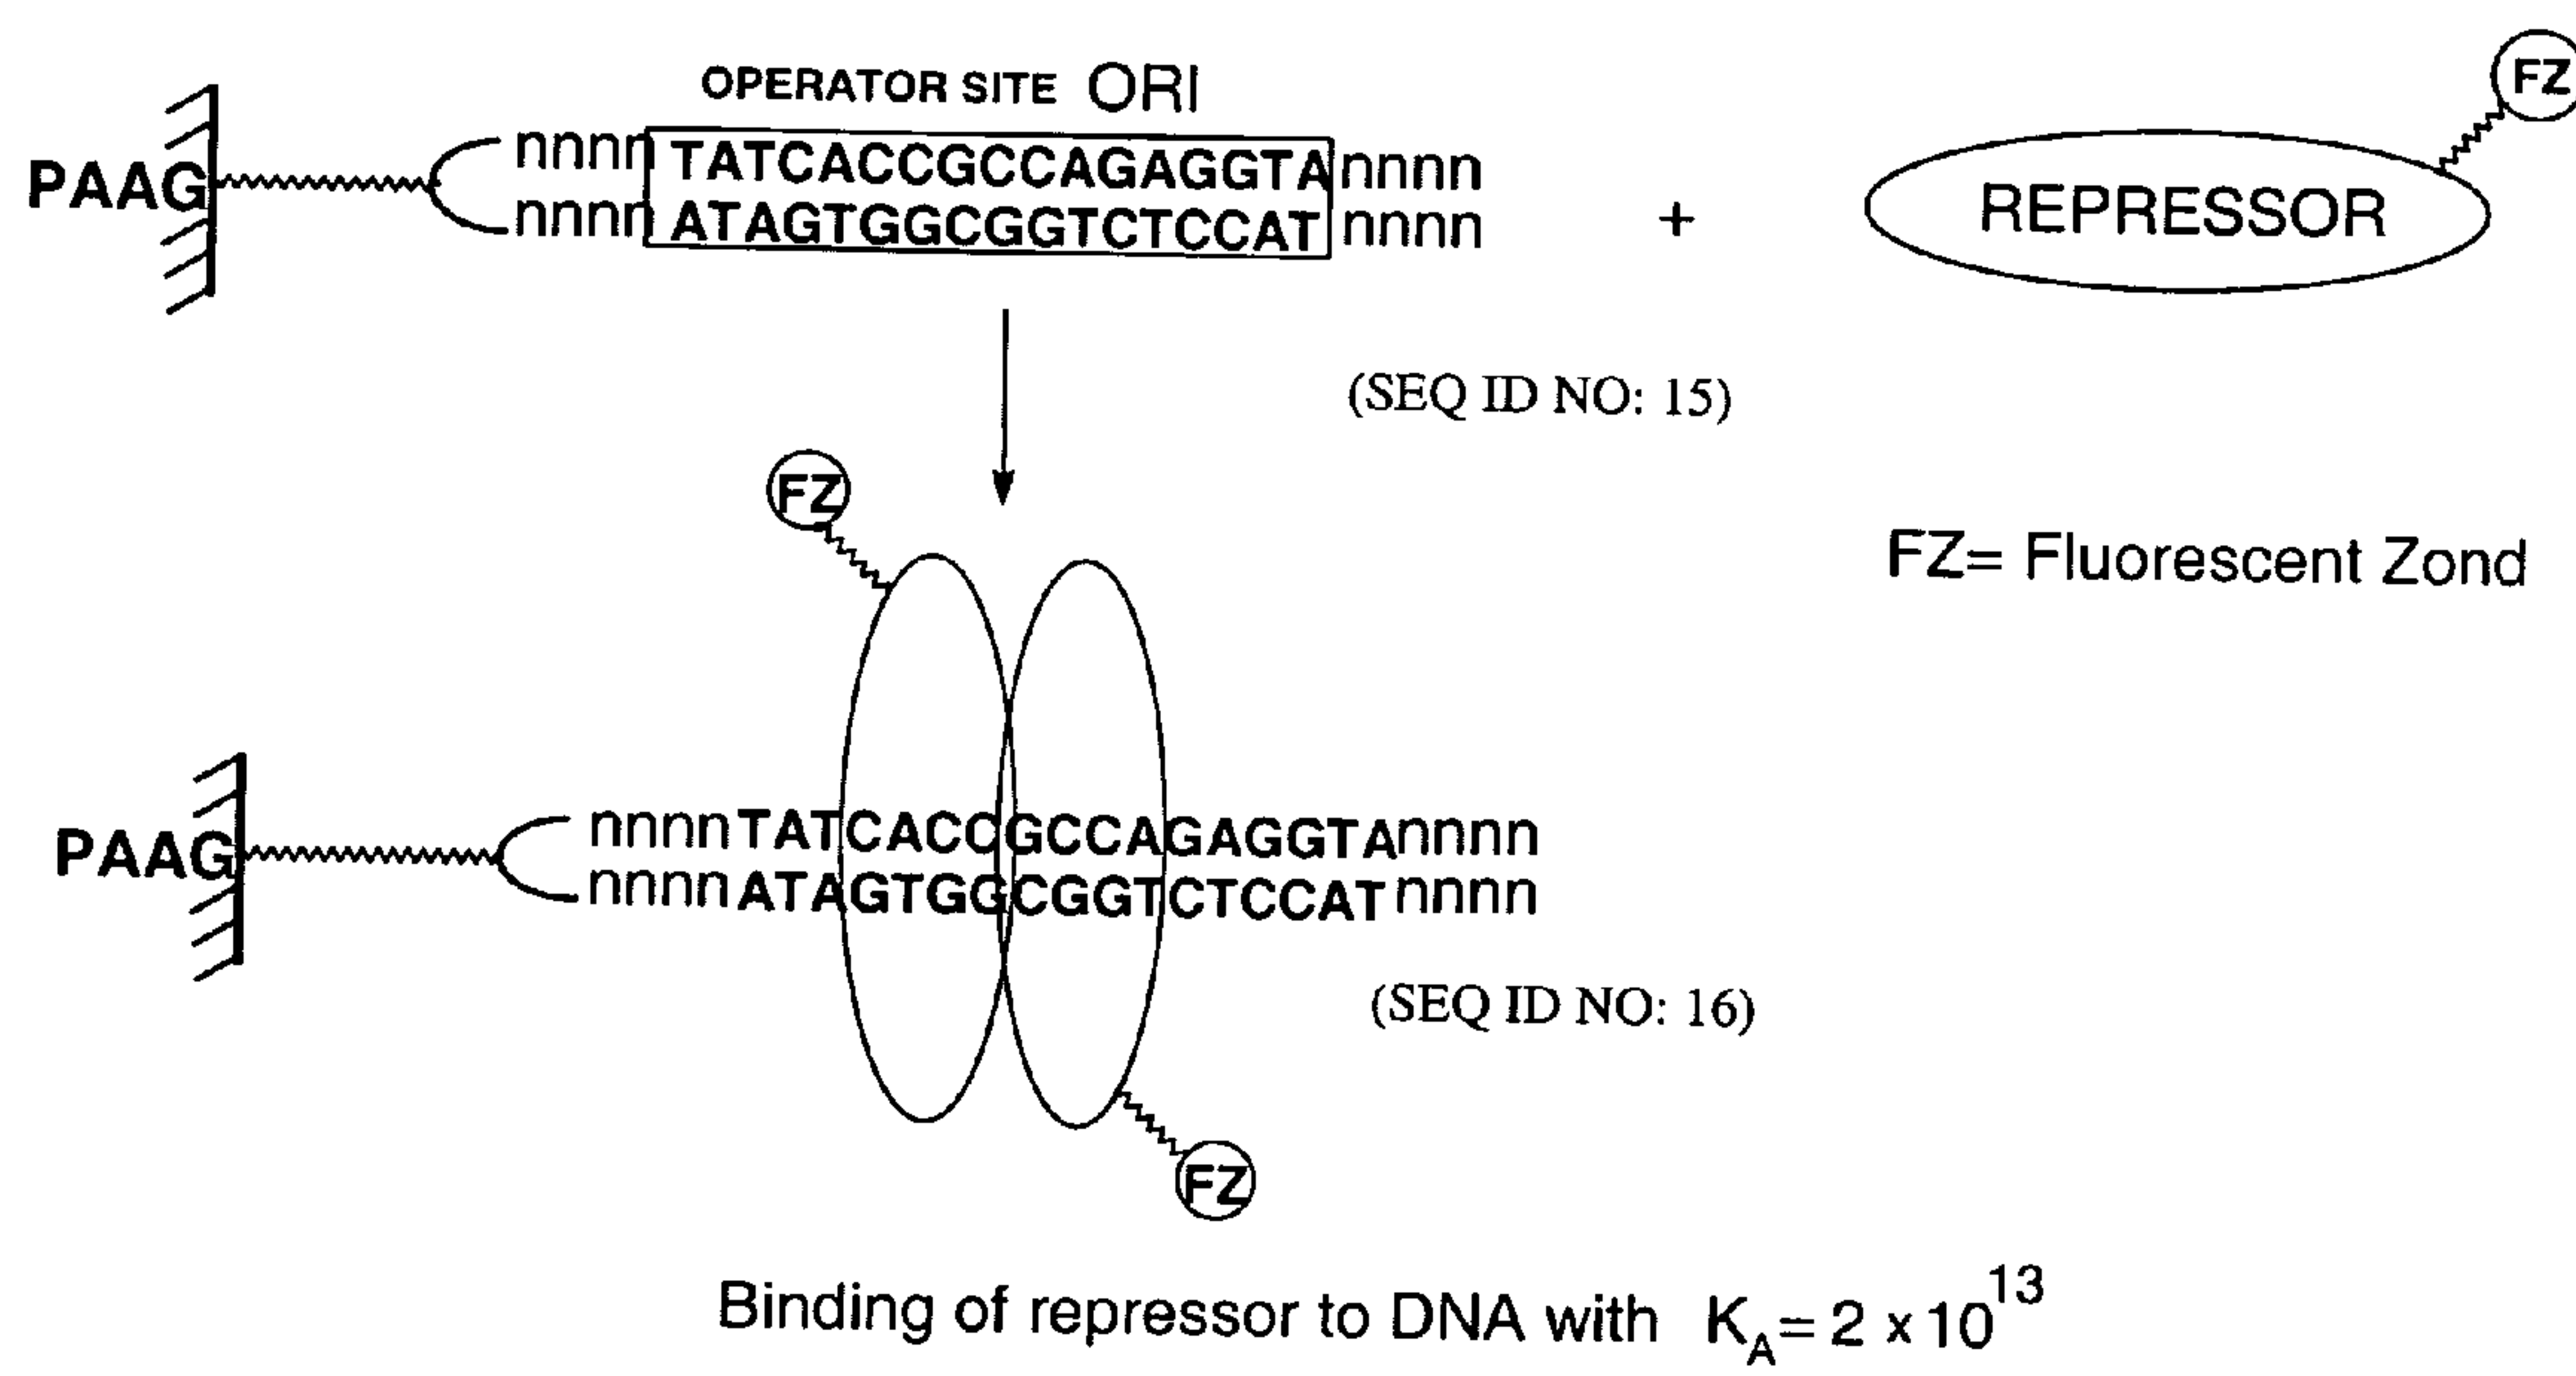 OPERATOR SITE ORI
FZ
PAAG
nnnn TATCACCGCCAGAGGTA nnnn
nnnn ATAGTGGCGGTCTCCAT nnnn
+
REPRESSOR
(SEQ ID NO: 15)
FZ
FZ= Fluorescent Zond
PAAG
nnnnTATCACCGCCAGAGGTAnnnn
nnnnATAGTGGCGGTCTCCATnnnn
(SEQ ID NO: 16)
FZ
Binding of repressor to DNA with K_A= 2 x 10^13